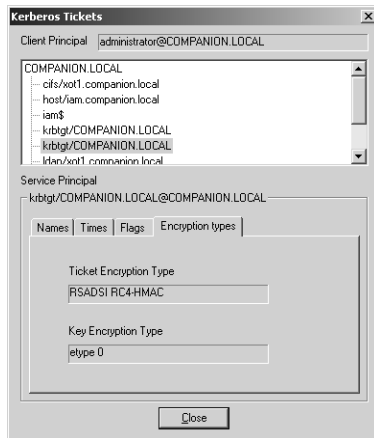 Kerberos Tickets
Client Principal administrator@COMPANION.LOCAL
COMPANION.LOCAL
cifs/xot1.companion.local
host/iam.companion.local
iam$
krbtgt/COMPANION.LOCAL
krbtgt/COMPANION.LOCAL
ldap/xot1.companion.local
Service Principal
krbtgt/COMPANION.LOCAL@COMPANION.LOCAL
Names Times Flags Encryption types
Ticket Encryption Type
RSADSI RC4-HMAC
Key Encryption Type
etype 0
Close